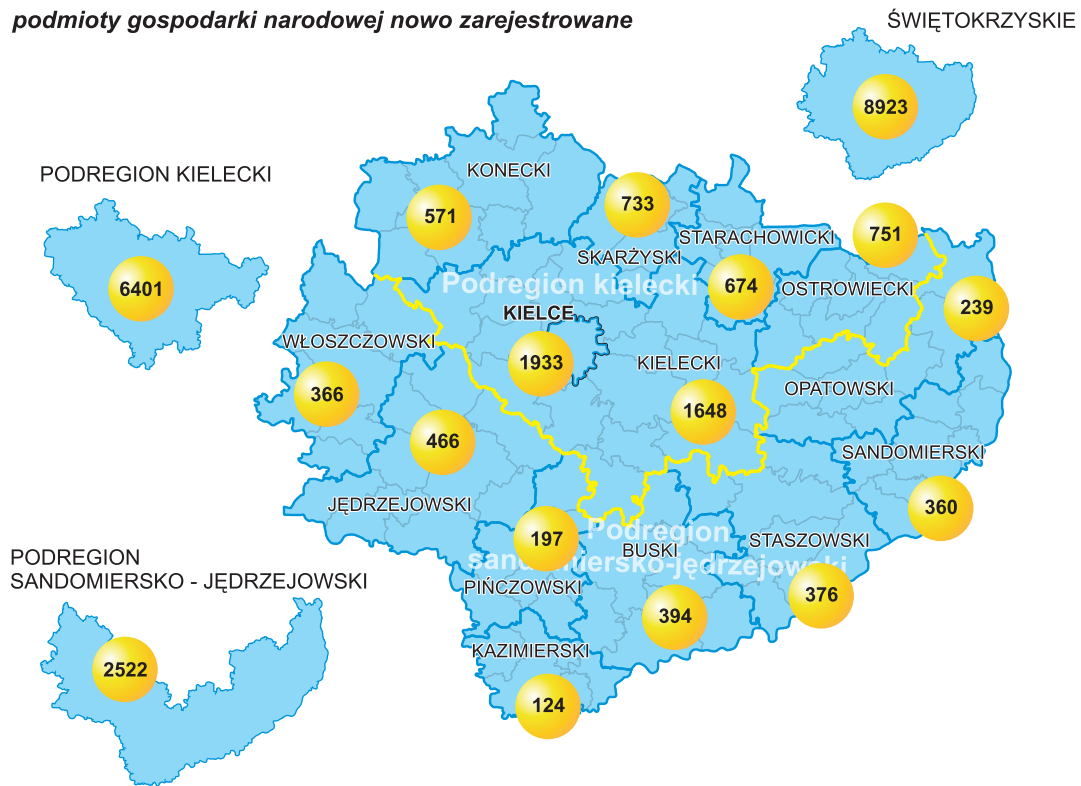 podmioty gospodarki narodowej nowo zarejestrowane
ŚWIĘTOKRZYSKIE
8923
PODREGION KIELECKI
6401
KONECKI
571
733
SKARŻYSKI
STARACHOWICKI
674
751
OSTROWIECKI
239
Podregion kielecki
KIELCE
1933
WŁOSZCZOWSKI
366
KIELECKI
1648
OPATOWSKI
466
JĘDRZEJOWSKI
SANDOMIERSKI
360
197
PIŃCZOWSKI
Podregion
sandomiersko-jędrzejowski
BUSKI
394
STASZOWSKI
376
KAZIMIERSKI
124
PODREGION
SANDOMIERSKO - JĘDRZEJOWSKI
2522